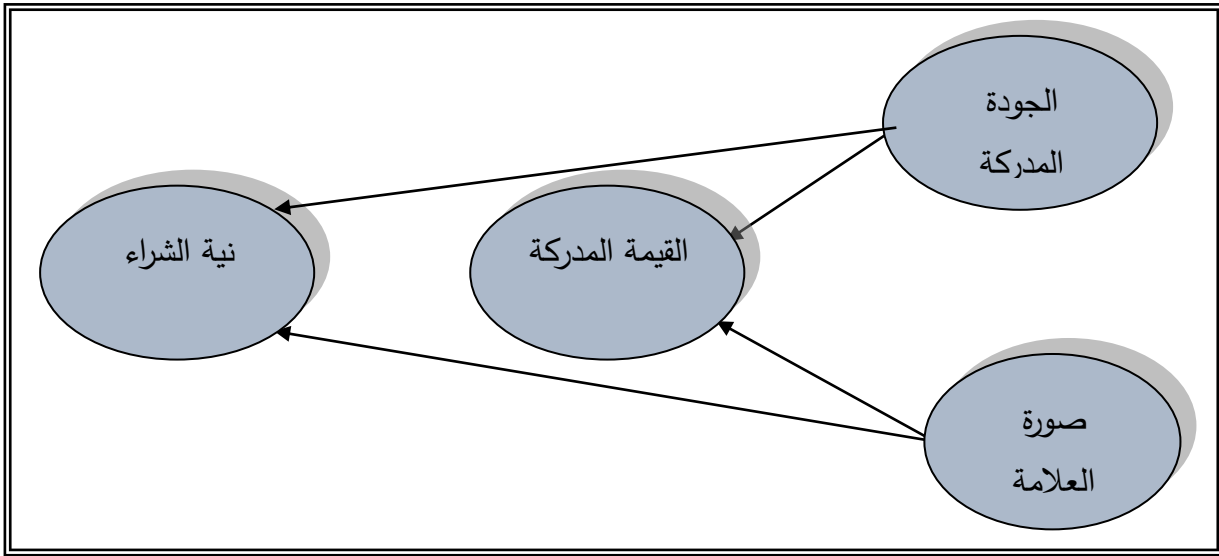 الجودة
المدركة
القيمة المدركة
نية الشراء
صورة
العلامة